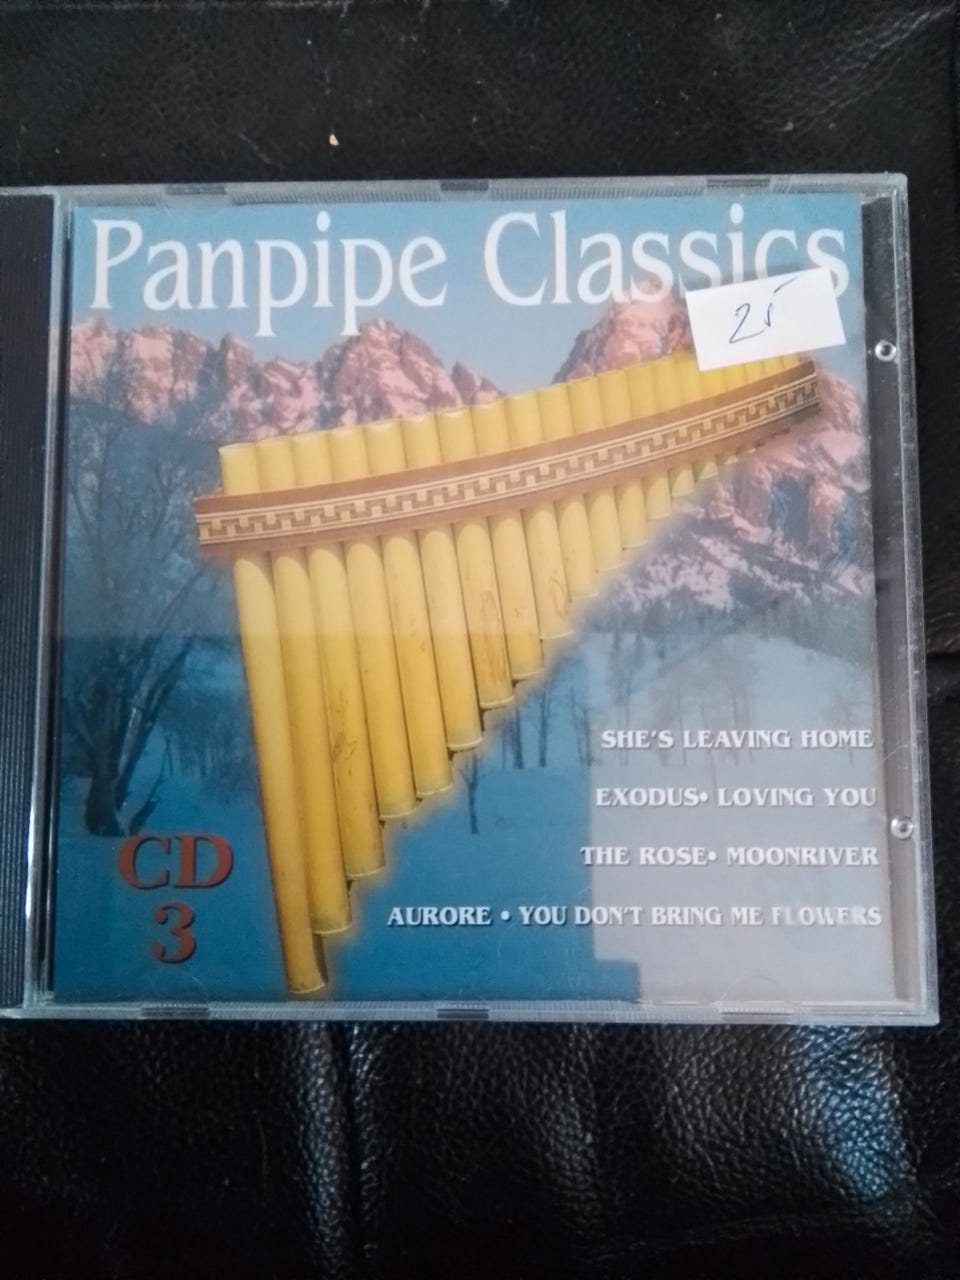 Panpipe Classics
25
SHE'S LEAVING HOME
EXODUS• LOVING YOU
THE ROSE• MOONRIVER
AURORE • YOU DON'T BRING ME FLOWERS
CD
3